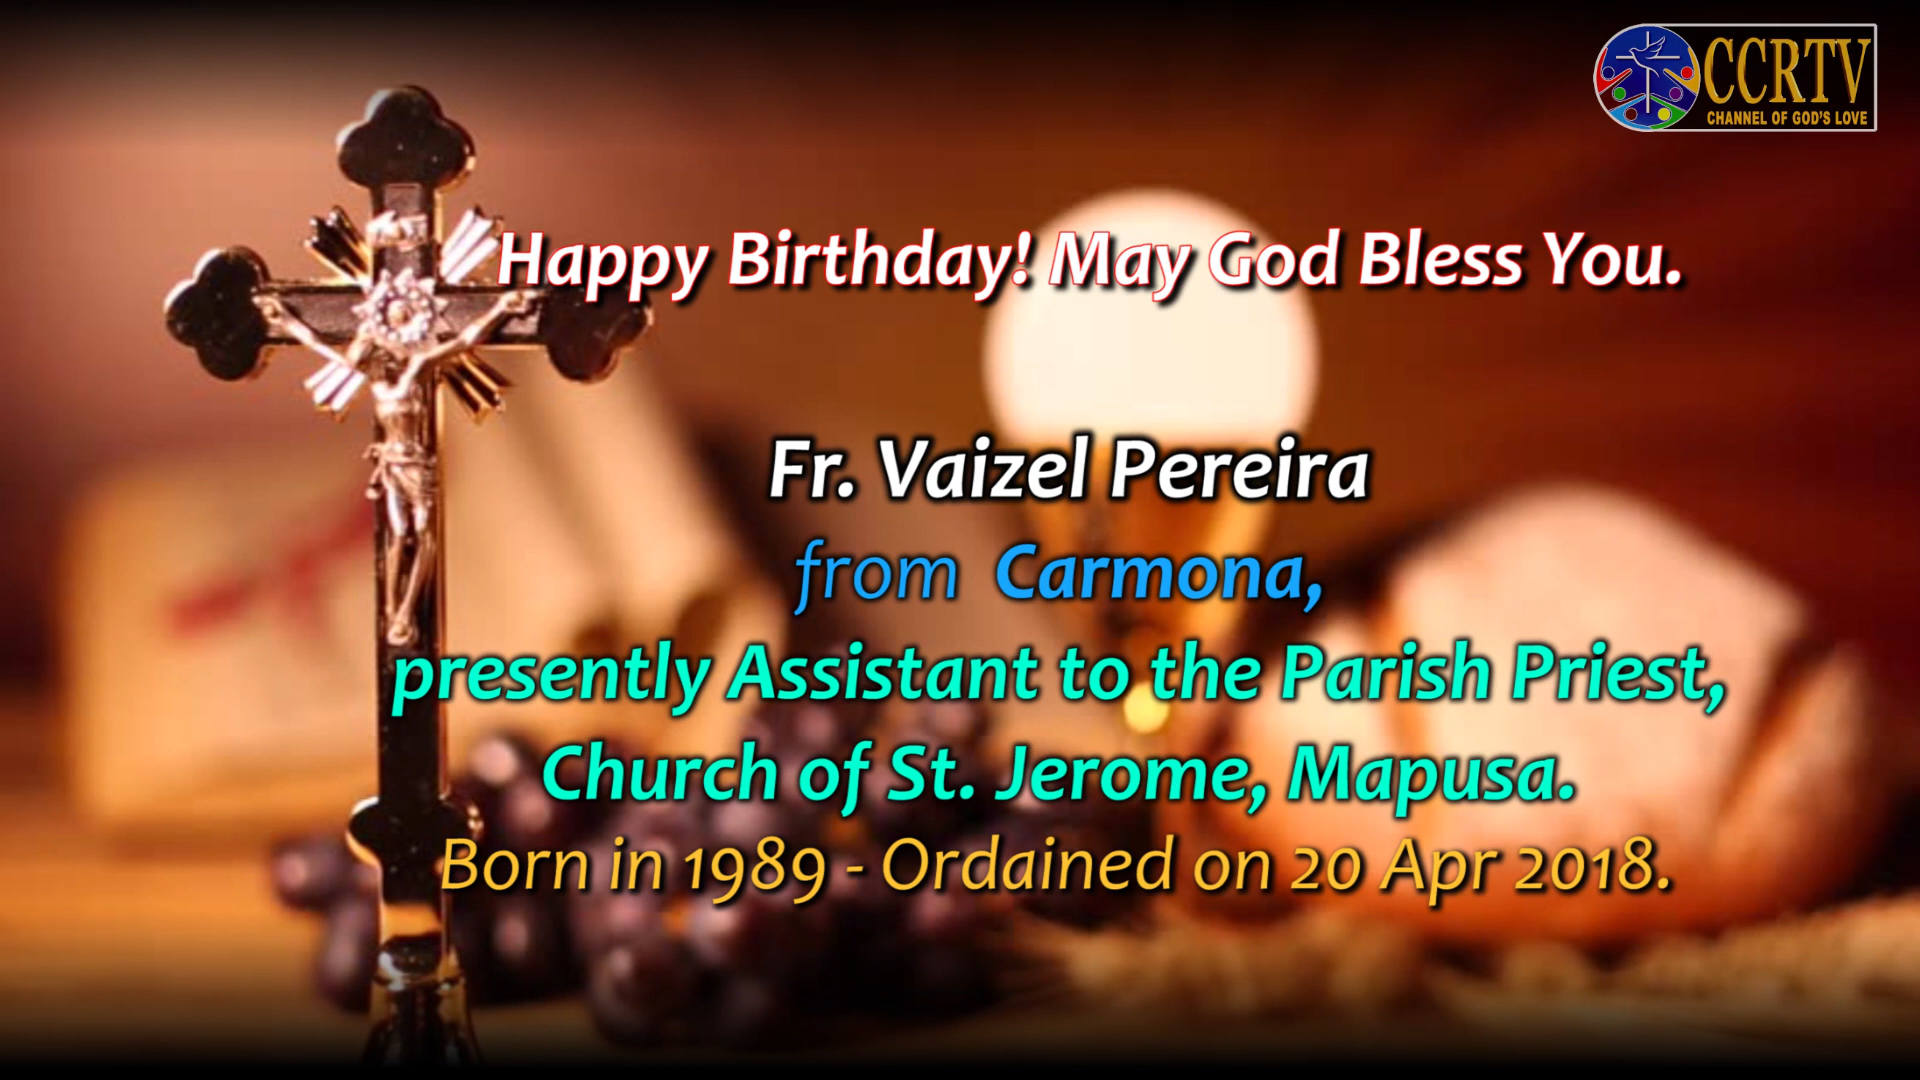 CCRTV
CHANNEL OF GOD'S LOVE
Happy Birthday! May God Bless You.
Fr. Vaizel Pereira
from Carmona,
presently Assistant to the Parish Priest,
Church of St. Jerome, Mapusa.
Born in 1989 - Ordained on 20 Apr 2018.